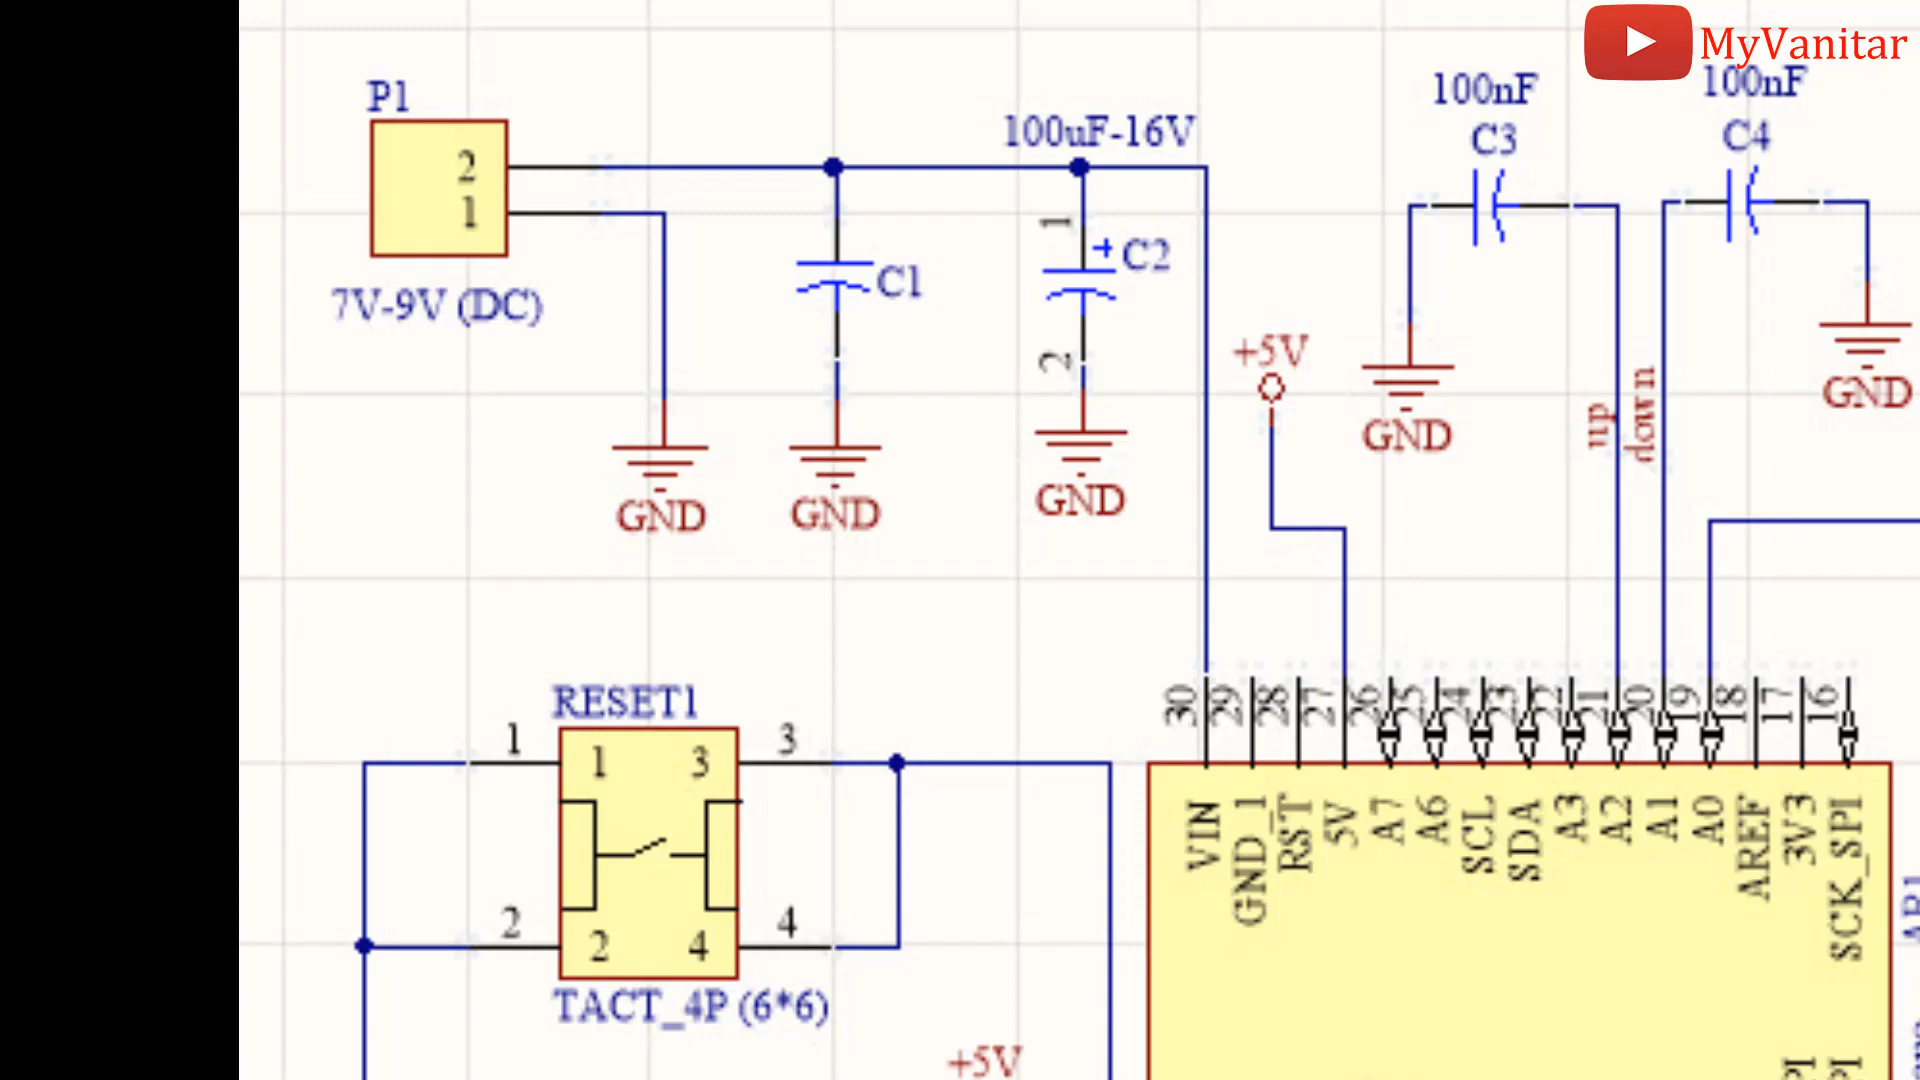 MyVanitar
P1
2
1
7V-9V (DC)
100uF-16V
C1
1
+
C2
2
GND
GND
GND
100nF
C3
100nF
C4
+5V
GND
GND
up
down
RESET1
1
1
3
3
2
2
4
4
TACT_4P (6*6)
+5V
30
29
28
27
26
25
24
23
22
21
20
19
18
17
16
VIN
GND_1
RST
5V
A7
A6
SCL
SDA
A3
A2
A1
A0
AREF
3V3
SCK_SPI